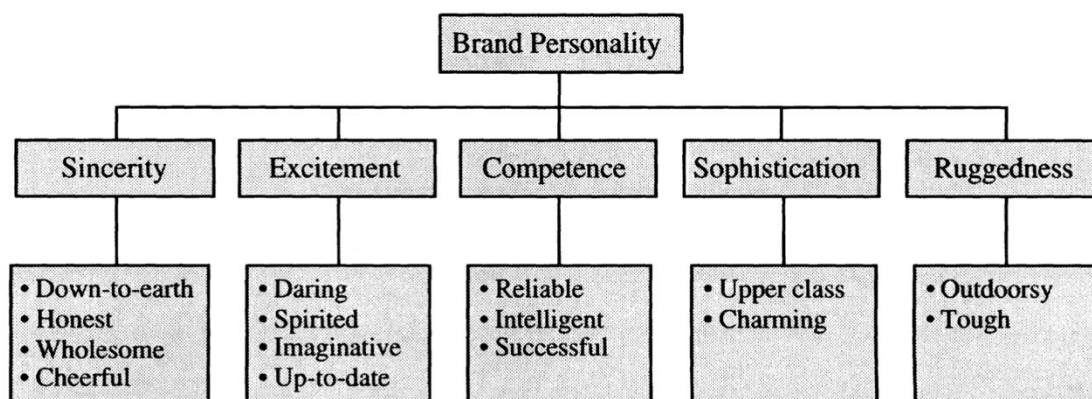 Brand Personality
Sincerity
Excitement
Competence
Sophistication
Ruggedness
• Down-to-earth
• Honest
• Wholesome
• Cheerful
• Daring
• Spirited
• Imaginative
• Up-to-date
• Reliable
• Intelligent
• Successful
• Upper class
• Charming
• Outdoorsy
• Tough